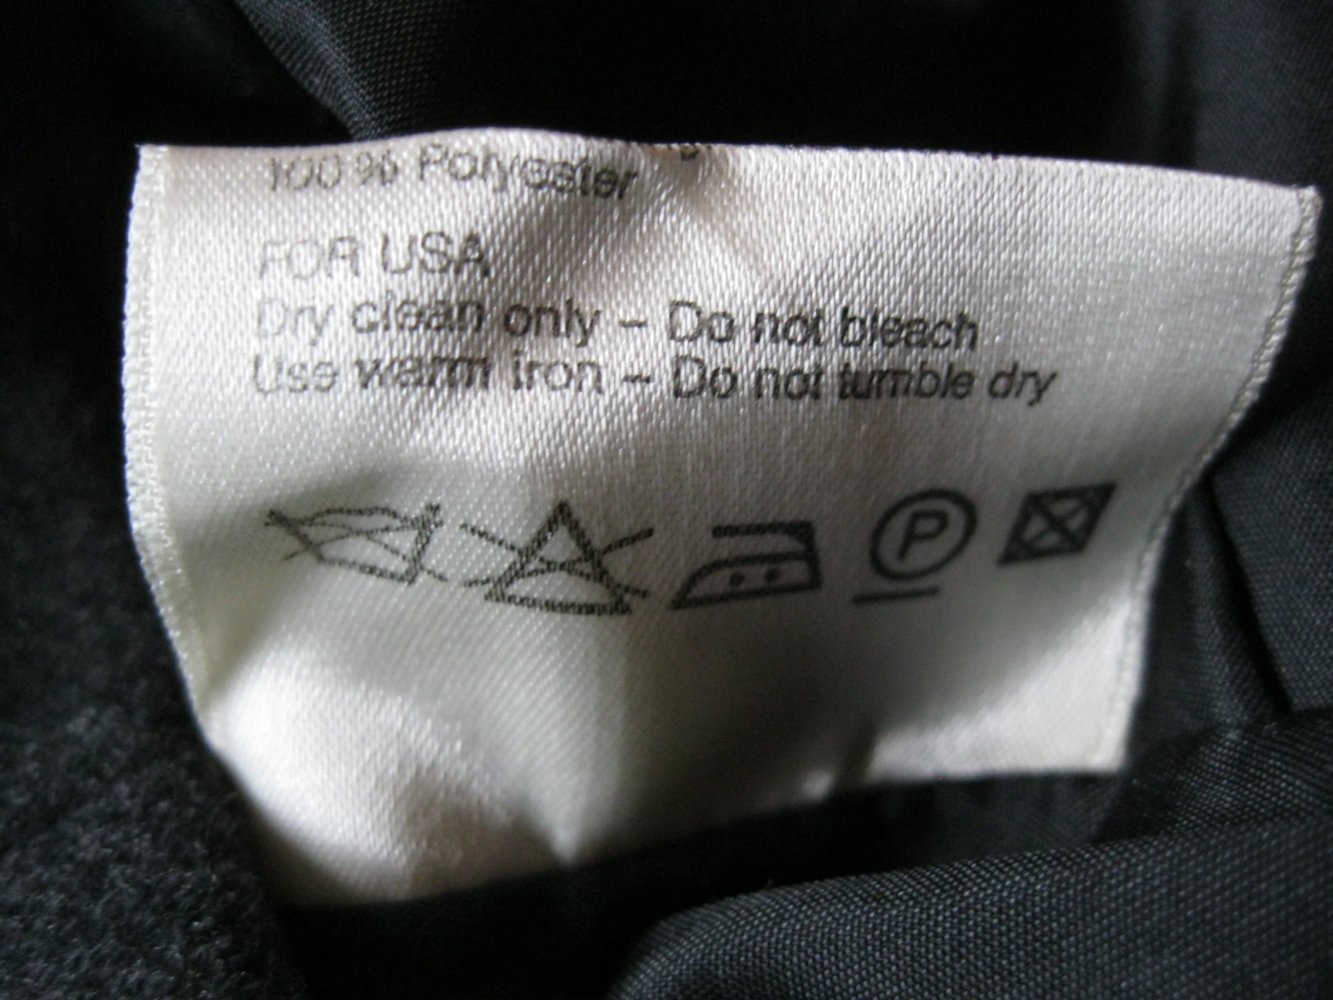 100 % Polyester
FOR USA
Dry clean only – Do not bleach
Use warm iron – Do not tumble dry
P